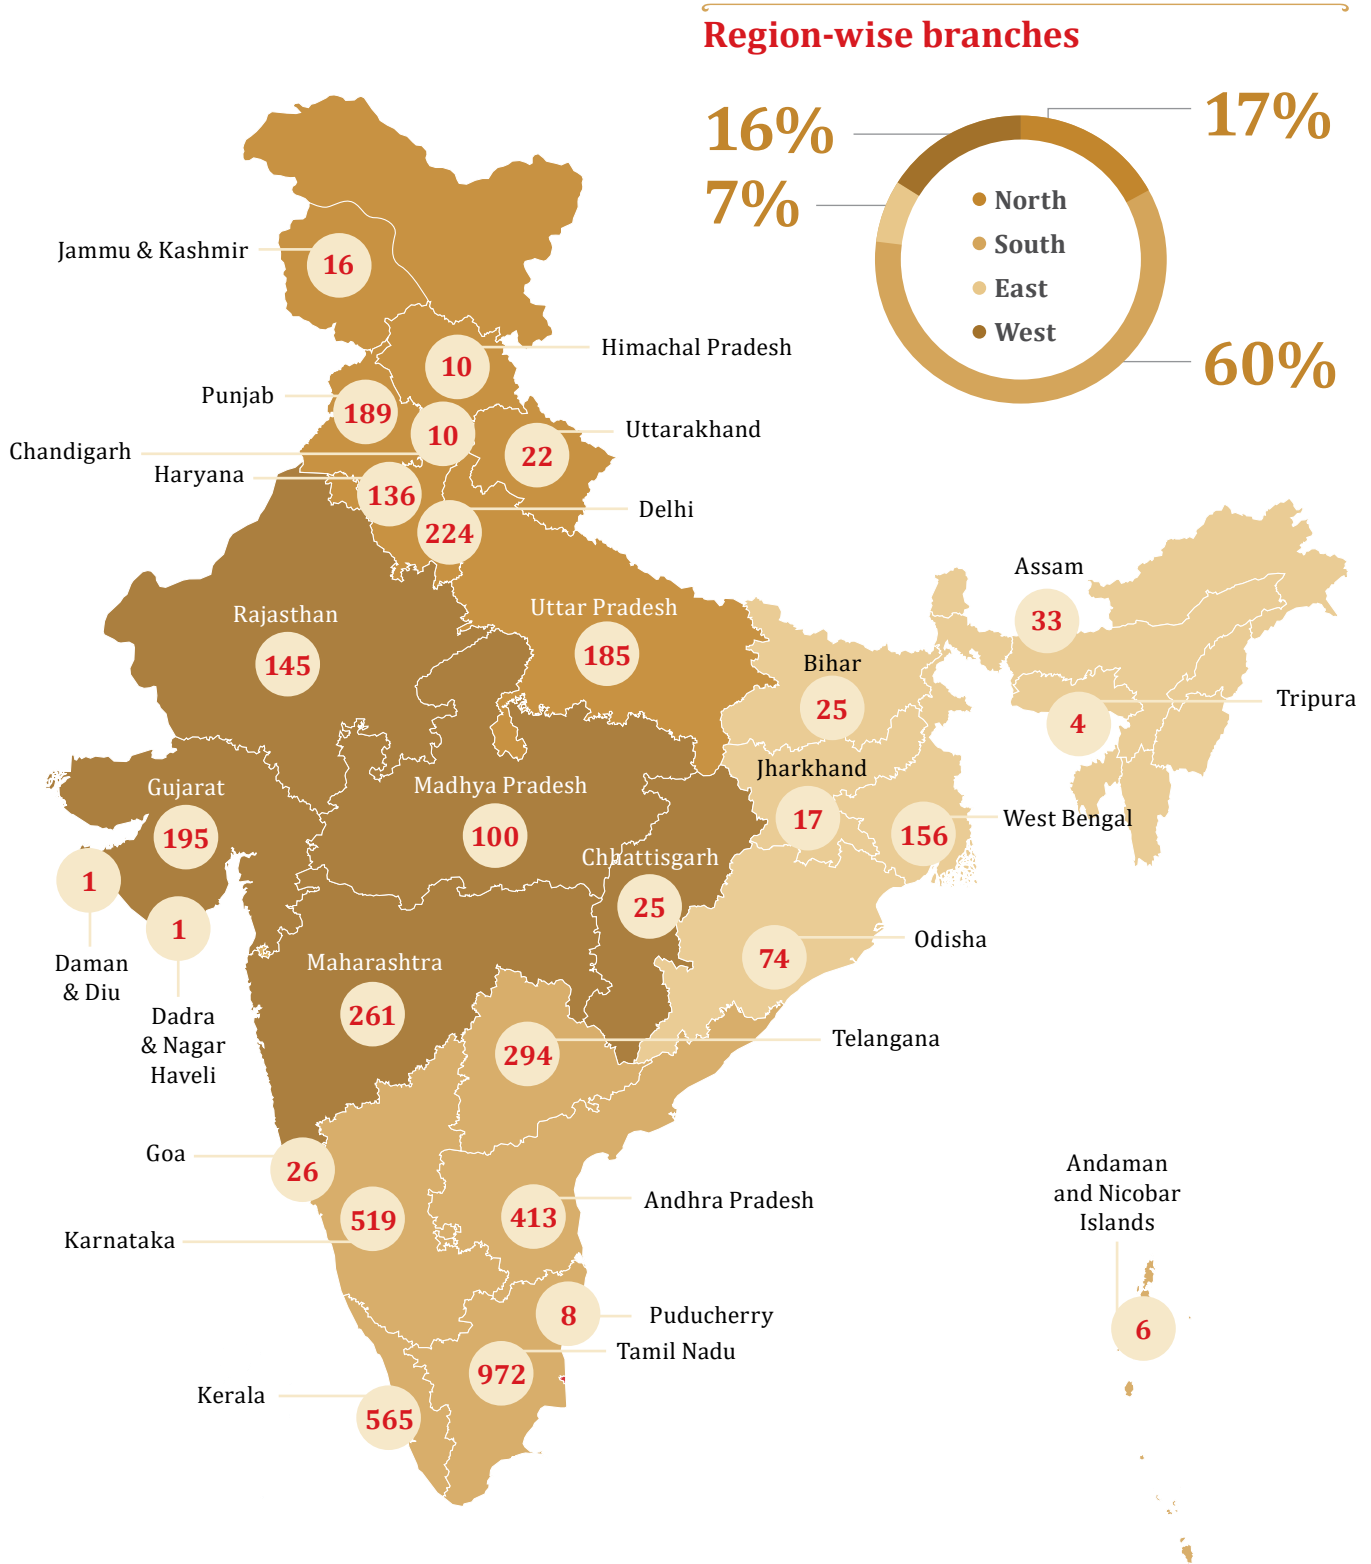 Region-wise branches
16%
17%
7%
60%
North
South
East
West
Jammu & Kashmir
16
Himachal Pradesh
10
Punjab
189
Chandigarh
10
Uttarakhand
22
Haryana
136
Delhi
224
Rajasthan
145
Uttar Pradesh
185
Assam
33
Bihar
25
Tripura
4
Gujarat
195
Madhya Pradesh
100
Jharkhand
17
West Bengal
156
Chhattisgarh
25
1
Daman
& Diu
1
Dadra
& Nagar
Haveli
Odisha
74
Maharashtra
261
Telangana
294
Goa
26
Karnataka
519
Andhra Pradesh
413
Andaman
and Nicobar
Islands
6
Puducherry
8
Tamil Nadu
972
Kerala
565